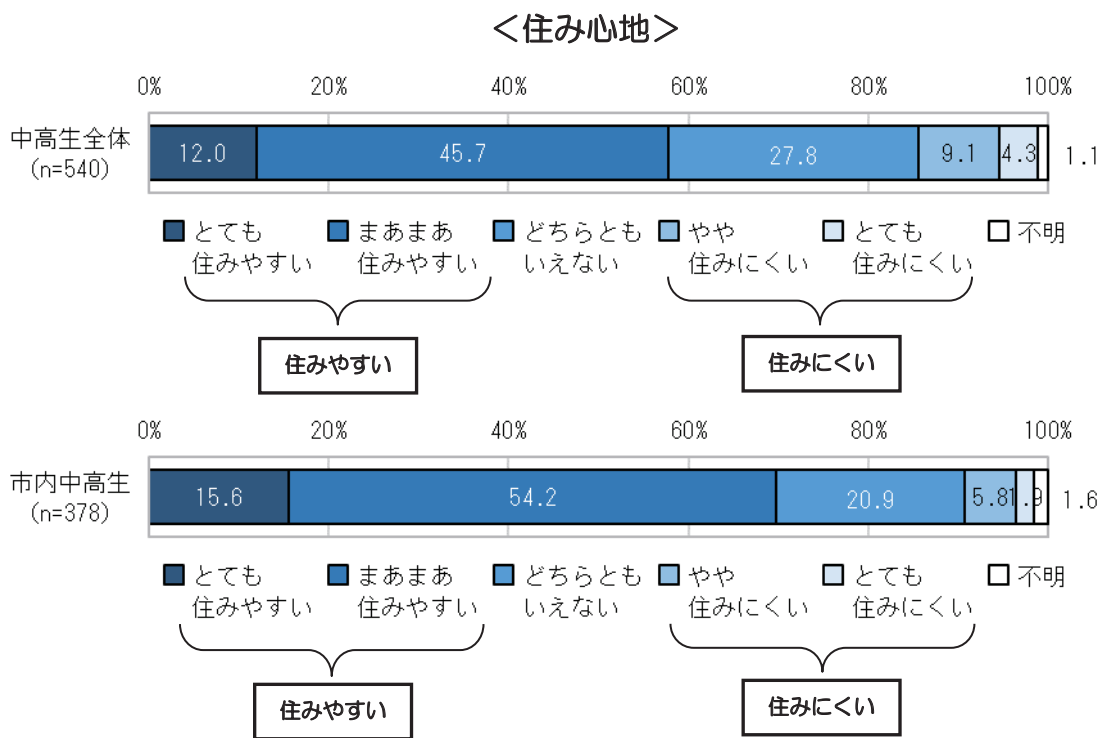 ＜住み心地＞
0% 20% 40% 60% 80% 100%
中高生全体
(n=540)
12.0 45.7 27.8 9.1 4.3 1.1
とても まあまあ どちらとも やや とても 不明
住みやすい 住みやすい いえない 住みにくい 住みにくい
住みやすい 住みにくい
0% 20% 40% 60% 80% 100%
市内中高生
(n=378)
15.6 54.2 20.9 5.8 1.9 1.6
とても まあまあ どちらとも やや とても 不明
住みやすい 住みやすい いえない 住みにくい 住みにくい
住みやすい 住みにくい